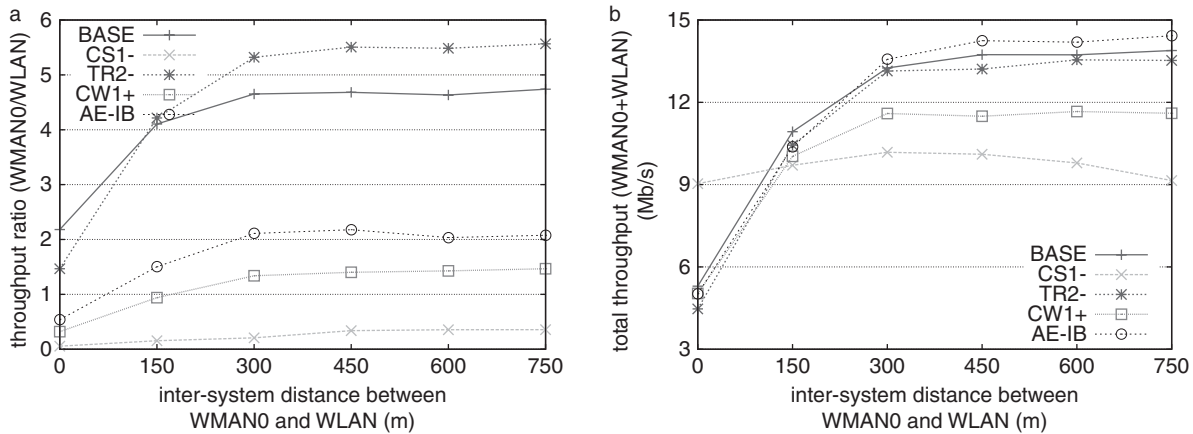 a
throughput ratio (WMAN0/WLAN)
6
5
4
3
2
1
0
BASE
CS1-
TR2-
CW1+
AE-IB
0 150 300 450 600 750
inter-system distance between
WMAN0 and WLAN (m)
b
total throughput (WMAN0+WLAN)
(Mb/s)
15
12
9
6
3
BASE
CS1-
TR2-
CW1+
AE-IB
0 150 300 450 600 750
inter-system distance between
WMAN0 and WLAN (m)